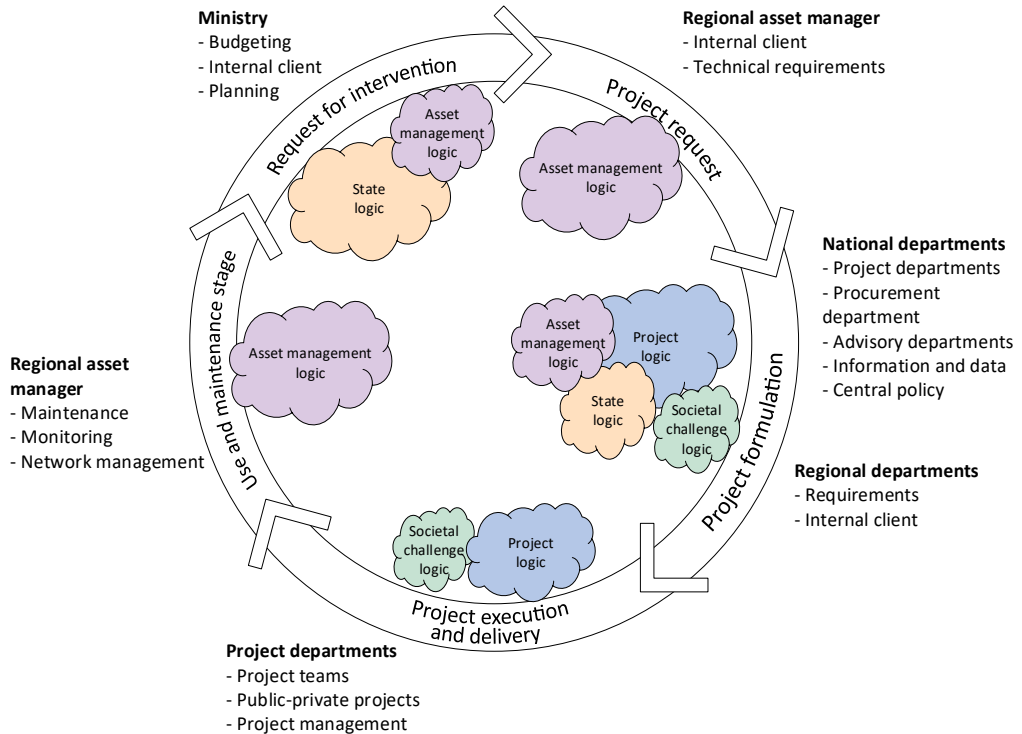 Ministry
- Budgeting
- Internal client
- Planning
Regional asset manager
- Internal client
- Technical requirements
Request for intervention
Project request
Asset
management
logic
State
logic
Asset management
logic
National departments
- Project departments
- Procurement
department
- Advisory departments
- Information and data
- Central policy
Asset
management
logic
Project
logic
State
logic
Societal
challenge
logic
Project formulation
Regional departments
- Requirements
- Internal client
Asset management
logic
Use and maintenance stage
Regional asset
manager
- Maintenance
- Monitoring
- Network management
Societal
challenge
logic
Project
logic
Project execution
and delivery
Project departments
- Project teams
- Public-private projects
- Project management